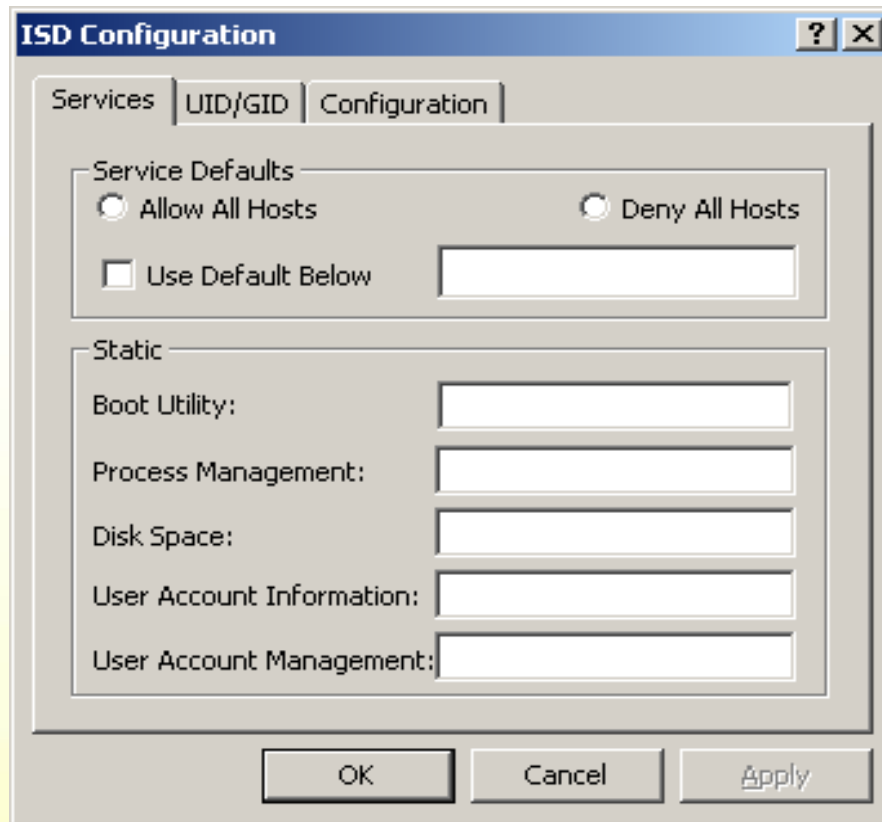 ISD Configuration
Services UID/GID Configuration
Service Defaults
Allow All Hosts Deny All Hosts
Use Default Below
Static
Boot Utility:
Process Management:
Disk Space:
User Account Information:
User Account Management:
OK Cancel Apply